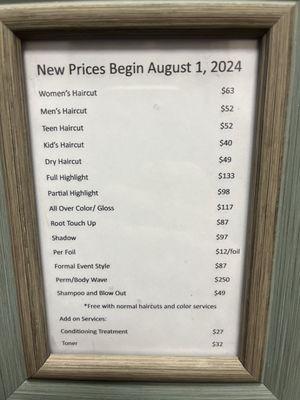 New Prices Begin August 1, 2024
Women's Haircut $63
Men's Haircut $52
Teen Haircut $52
Kid's Haircut $40
Dry Haircut $49
Full Highlight $133
Partial Highlight $98
All Over Color/ Gloss $117
Root Touch Up $87
Shadow $97
Per Foil $12/foil
Formal Event Style $87
Perm/Body Wave $250
Shampoo and Blow Out $49
*Free with normal haircuts and color services
Add on Services:
Conditioning Treatment $27
Toner $32